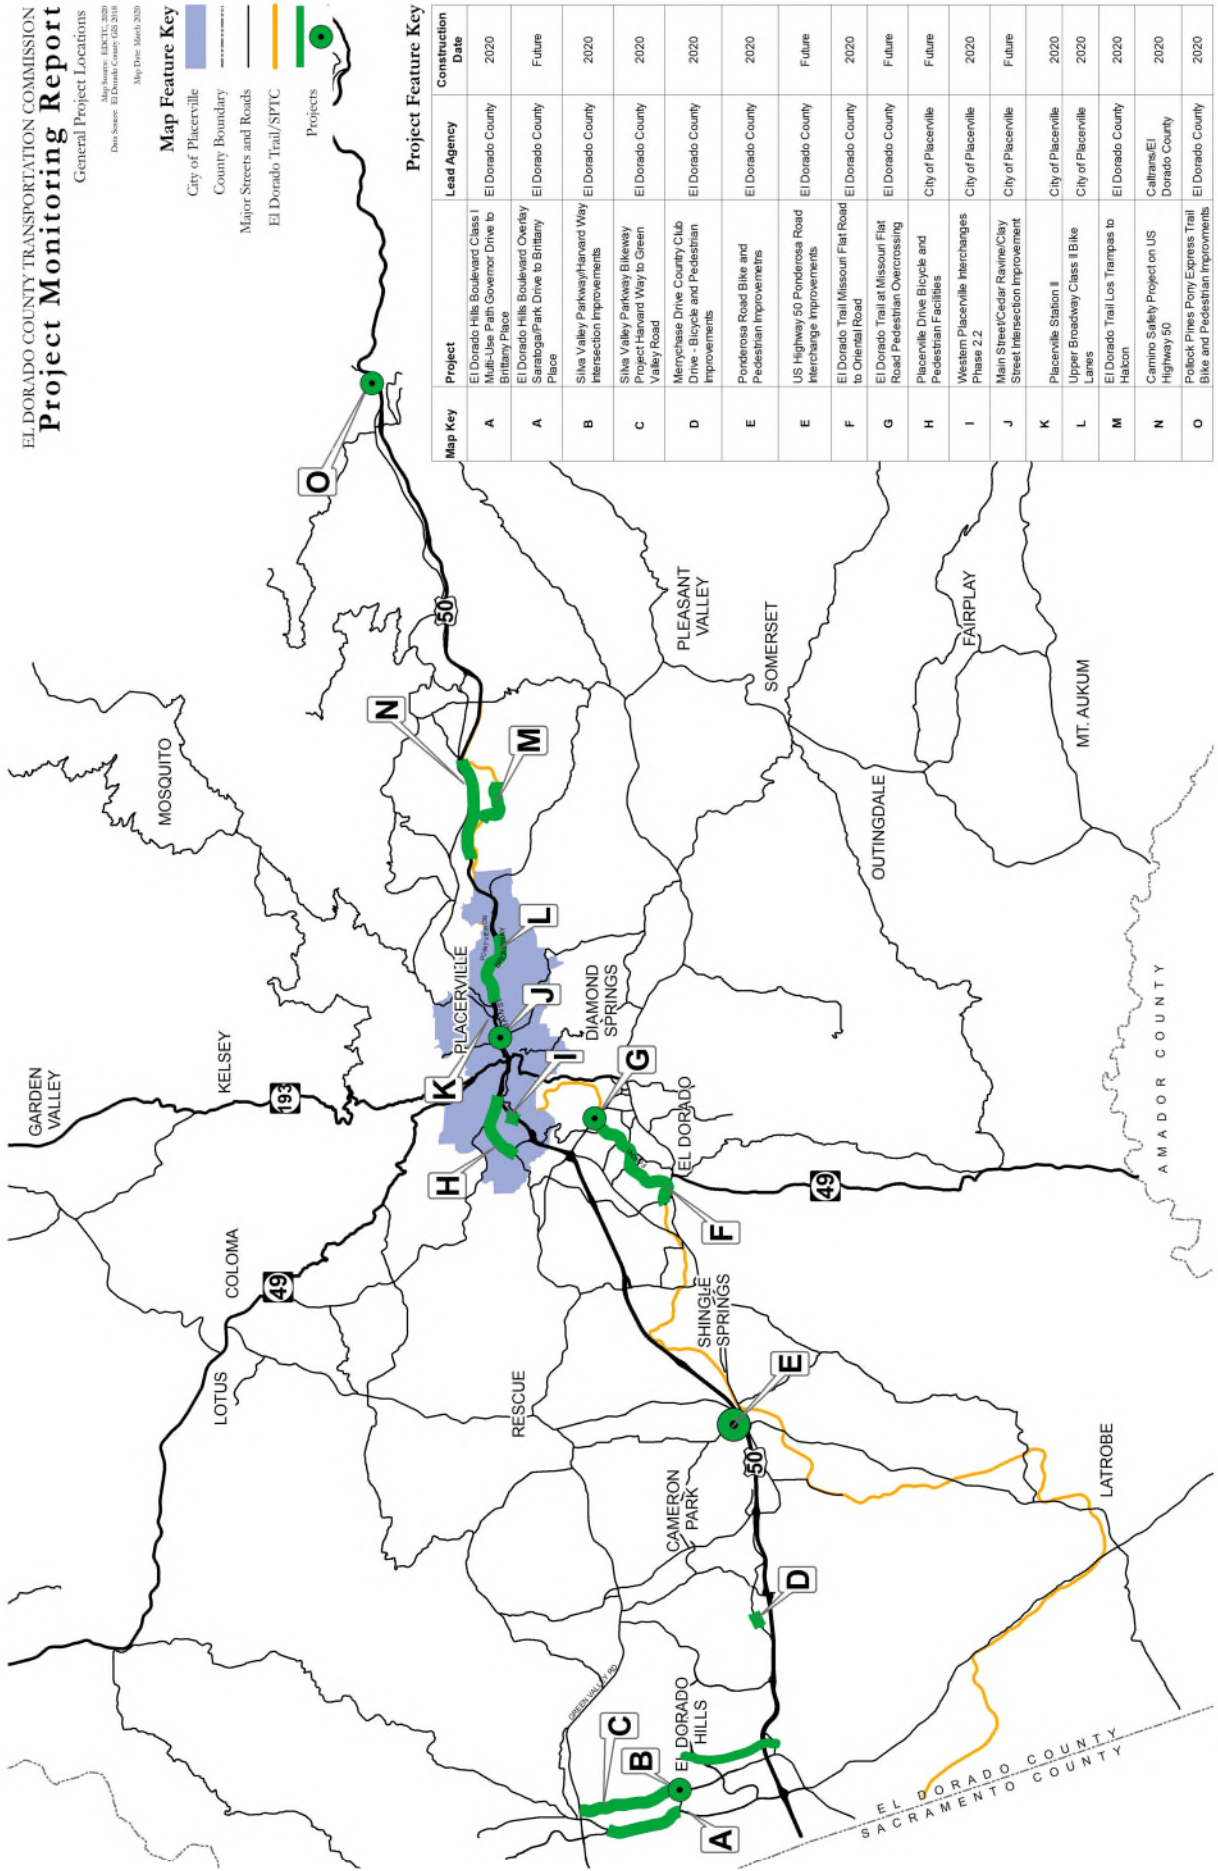 EL DORADO COUNTY TRANSPORTATION COMMISSION
Project Monitoring Report
General Project Locations
Map Source: EDCTC, 2020
Data Source: El Dorado County GIS 2018
Map Date: March 2020
Map Feature Key
City of Placerville
County Boundary
Major Streets and Roads
El Dorado Trail/SPTC
Projects
Project Feature Key
Map Key Project Lead Agency Construction
Date
A El Dorado Hills Boulevard Class I
Multi-Use Path Governor Drive to
Brittany Place El Dorado County 2020
A El Dorado Hills Boulevard Overlay
Saratoga/Park Drive to Brittany
Place El Dorado County Future
B Silva Valley Parkway/Harvard Way
Intersection Improvements El Dorado County 2020
C Silva Valley Parkway Bikeway
Project Harvard Way to Green
Valley Road El Dorado County 2020
D Merrychase Drive Country Club
Drive - Bicycle and Pedestrian
Improvements El Dorado County 2020
E Ponderosa Road Bike and
Pedestrian Improvemetns El Dorado County Future
E US Highway 50 Ponderosa Road
Interchange Improvements El Dorado County Future
F El Dorado Trail Missouri Flat Road
to Oriental Road El Dorado County 2020
G El Dorado Trail at Missouri Flat
Road Pedestrian Overcrossing El Dorado County Future
H Placerville Drive Bicycle and
Pedestrian Facilities City of Placerville Future
I Western Placerville Interchanges
Phase 2.2 City of Placerville 2020
J Main Street/Cedar Ravine/Clay
Street Intersection Improvement City of Placerville Future
K Placerville Station II City of Placerville 2020
L Upper Broadway Class II Bike
Lanes City of Placerville 2020
M El Dorado Trail Los Trampas to
Halcon El Dorado County 2020
N Camino Safety Project on US
Highway 50 Caltrans/El
Dorado County 2020
O Pollock Pines Pony Express Trail
Bike and Pedestrian Improvments El Dorado County 2020
GARDEN
VALLEY
KELSEY
193
MOSQUITO
COLOMA
49
LOTUS
RESCUE
PLACERVILLE
BROADWAY
O
50
N
M
L
K
J
I
H
G
F
DIAMOND
SPRINGS
EL DORADO
49
SHINGLE
SPRINGS
E
50
CAMERON
PARK
D
GREEN VALLEY RD
EL DORADO
HILLS
C
B
A
LATROBE
PLEASANT
VALLEY
SOMERSET
FAIRPLAY
MT. AUKUM
OUTINGDALE
AMADOR COUNTY
EL DORADO COUNTY
SACRAMENTO COUNTY